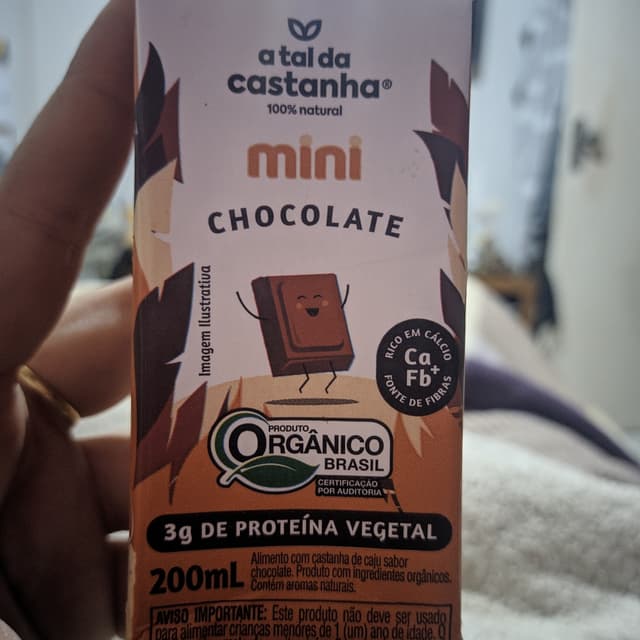 a tal da
castanha®
100% natural
mini
CHOCOLATE
Imagem Ilustrativa
RICO EM CÁLCIO
Ca+
Fb
FONTE DE FIBRAS
PRODUTO
ORGÂNICO
BRASIL
CERTIFICAÇÃO
POR AUDITORIA
3g DE PROTEÍNA VEGETAL
200mL
Alimento com castanha de caju sabor
chocolate. Produto com ingredientes orgânicos.
Contém aromas naturais.
AVISO IMPORTANTE: Este produto não deve ser usado
para alimentar crianças menores de 1 (um) ano de idade. O